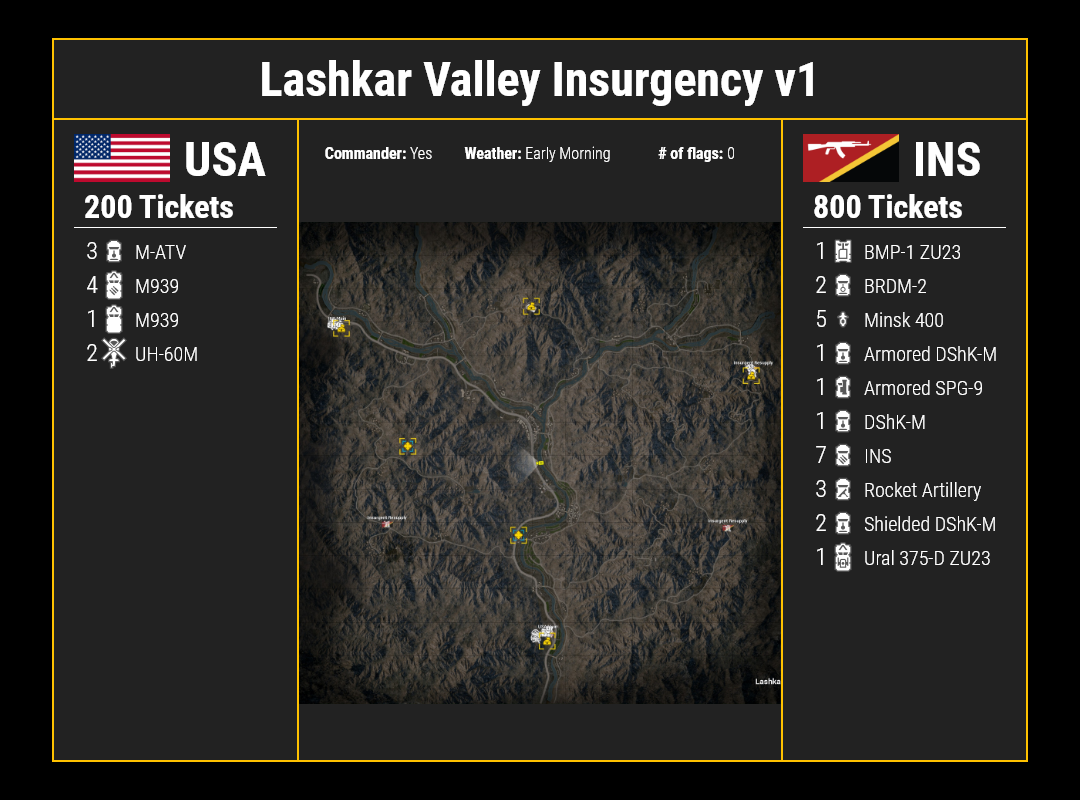 Lashkar Valley Insurgency v1
USA
200 Tickets
3 M-ATV
4 M939
1 M939
2 UH-60M
Commander: Yes Weather: Early Morning # of flags: 0
Insurgent Resupply
Insurgent Resupply
Insurgent Resupply
Lashka
INS
800 Tickets
1 BMP-1 ZU23
2 BRDM-2
5 Minsk 400
1 Armored DShK-M
1 Armored SPG-9
1 DShK-M
7 INS
3 Rocket Artillery
2 Shielded DShK-M
1 Ural 375-D ZU23